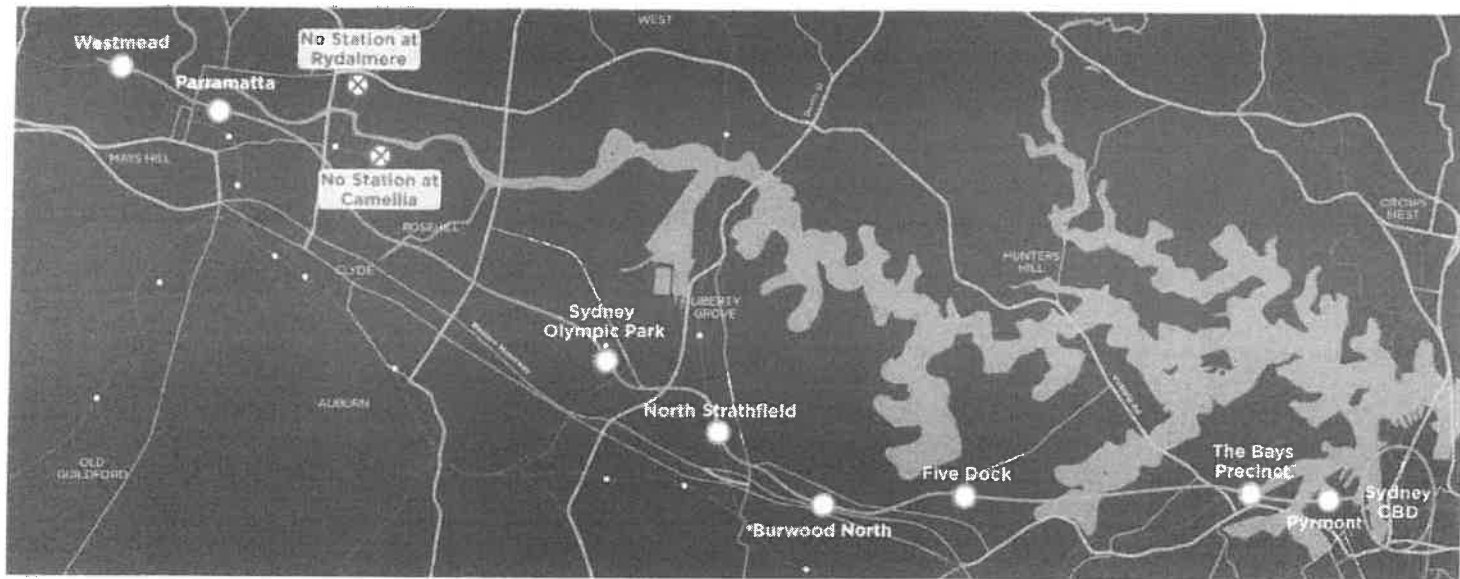 WEST
Westmead
No Station at
Rydalmere
Parramatta
MAYS HILL
No Station at
Camellia
ROSEHILL
CLYDE
CROWS
NEST
HUNTERS
HILL
LIBERTY
GROVE
Sydney
Olympic Park
AUBURN
North Strathfield
OLD
GUILDFORD
Five Dock
*Burwood North
The Bays
Precinct
Pyrmont
Sydney
CBD